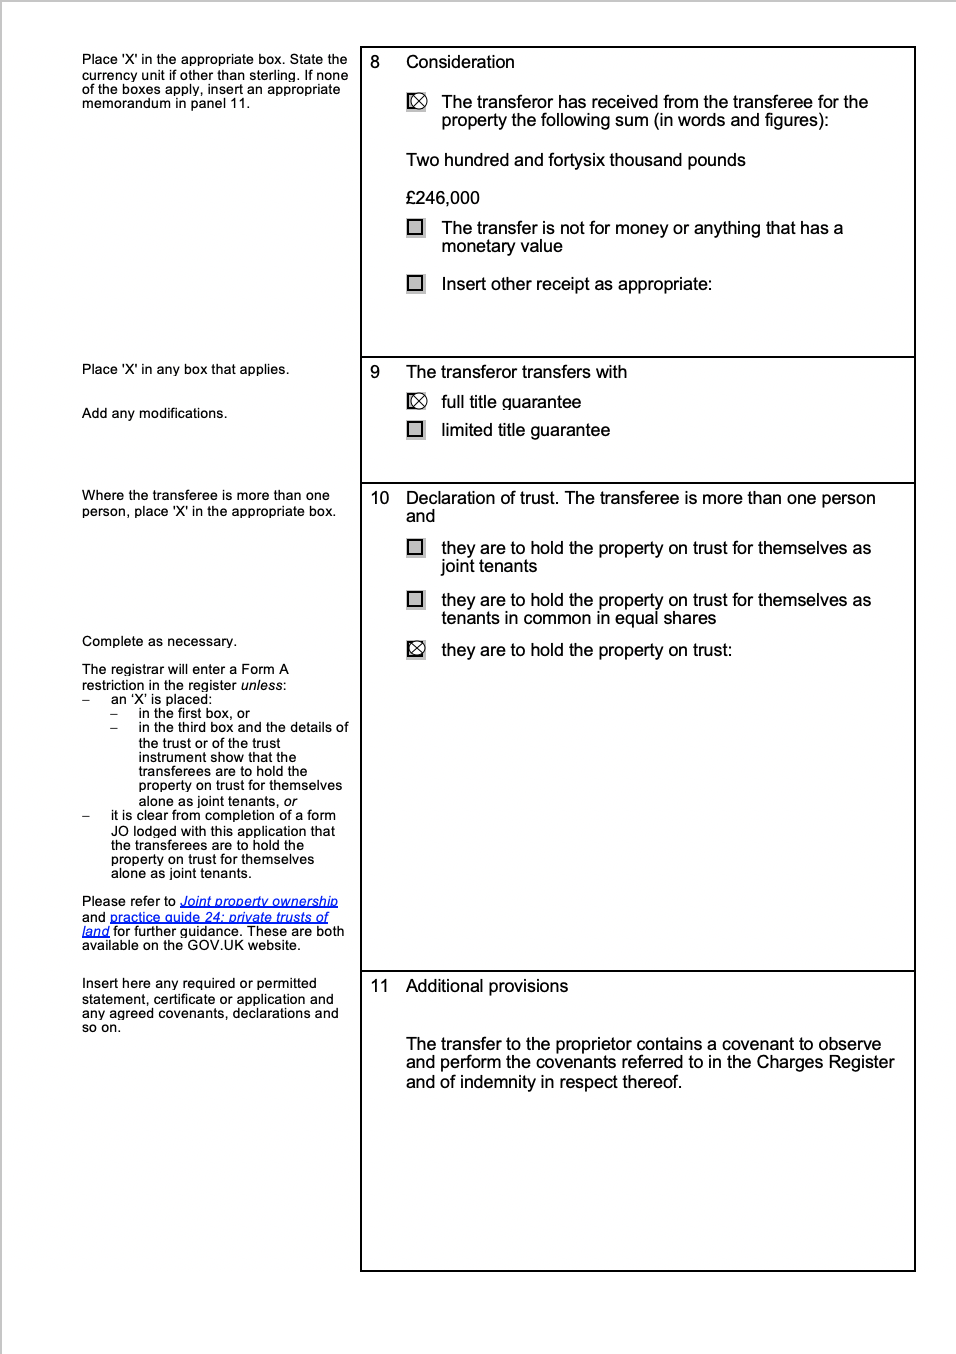 Place 'X' in the appropriate box. State the
currency unit if other than sterling. If none
of the boxes apply, insert an appropriate
memorandum in panel 11.
8 Consideration
The transferor has received from the transferee for the
property the following sum (in words and figures):
Two hundred and fortysix thousand pounds
£246,000
The transfer is not for money or anything that has a
monetary value
Insert other receipt as appropriate:
Place 'X' in any box that applies.
Add any modifications.
9 The transferor transfers with
full title guarantee
limited title guarantee
Where the transferee is more than one
person, place 'X' in the appropriate box.
Complete as necessary.
The registrar will enter a Form A
restriction in the register unless:
– an ‘X’ is placed:
– in the first box, or
– in the third box and the details of
the trust or of the trust
instrument show that the
transferees are to hold the
property on trust for themselves
alone as joint tenants, or
– it is clear from completion of a form
JO lodged with this application that
the transferees are to hold the
property on trust for themselves
alone as joint tenants.
Please refer to Joint property ownership
and practice guide 24: private trusts of
land for further guidance. These are both
available on the GOV.UK website.
10 Declaration of trust. The transferee is more than one person
and
they are to hold the property on trust for themselves as
joint tenants
they are to hold the property on trust for themselves as
tenants in common in equal shares
they are to hold the property on trust:
Insert here any required or permitted
statement, certificate or application and
any agreed covenants, declarations and
so on.
11 Additional provisions
The transfer to the proprietor contains a covenant to observe
and perform the covenants referred to in the Charges Register
and of indemnity in respect thereof.